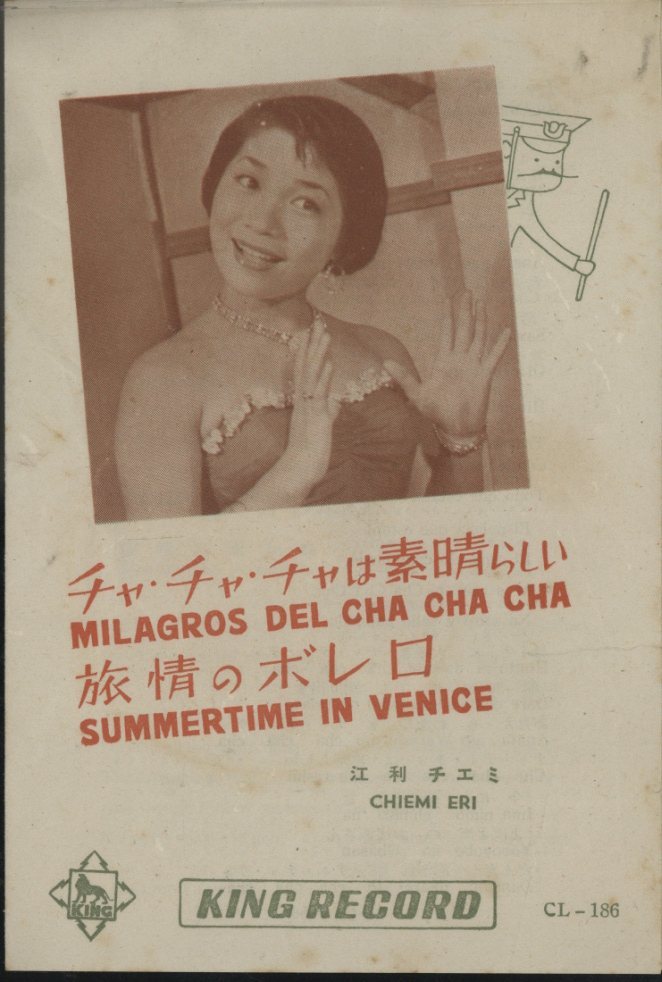 チャ・チャ・チャは素晴らしい
MILAGROS DEL CHA CHA CHA
旅情のボレロ
SUMMERTIME IN VENICE
江利チエミ
CHIEMI ERI
KING
KING RECORD
CL-186